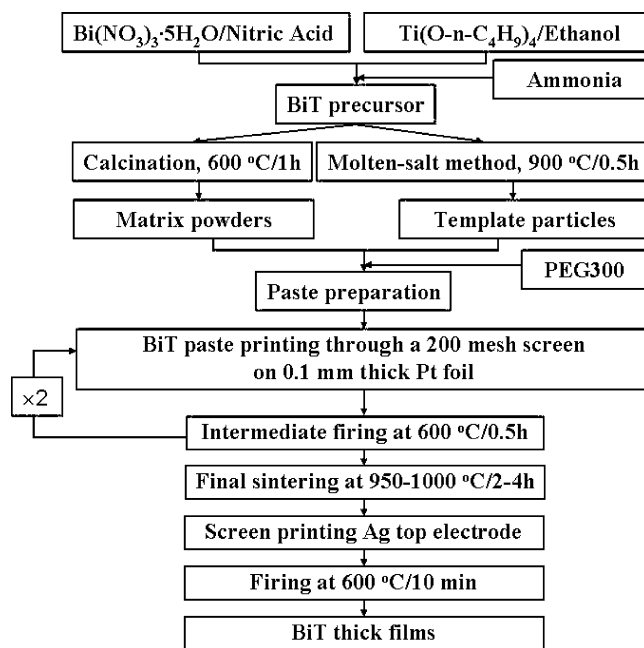 Bi(NO₃)₃·5H₂O/Nitric Acid
Ti(O-n-C₄H₉)₄/Ethanol
Ammonia
BiT precursor
Calcination, 600 °C/1h
Molten-salt method, 900 °C/0.5h
Matrix powders
Template particles
PEG300
Paste preparation
BiT paste printing through a 200 mesh screen
on 0.1 mm thick Pt foil
×2
Intermediate firing at 600 °C/0.5h
Final sintering at 950-1000 °C/2-4h
Screen printing Ag top electrode
Firing at 600 °C/10 min
BiT thick films